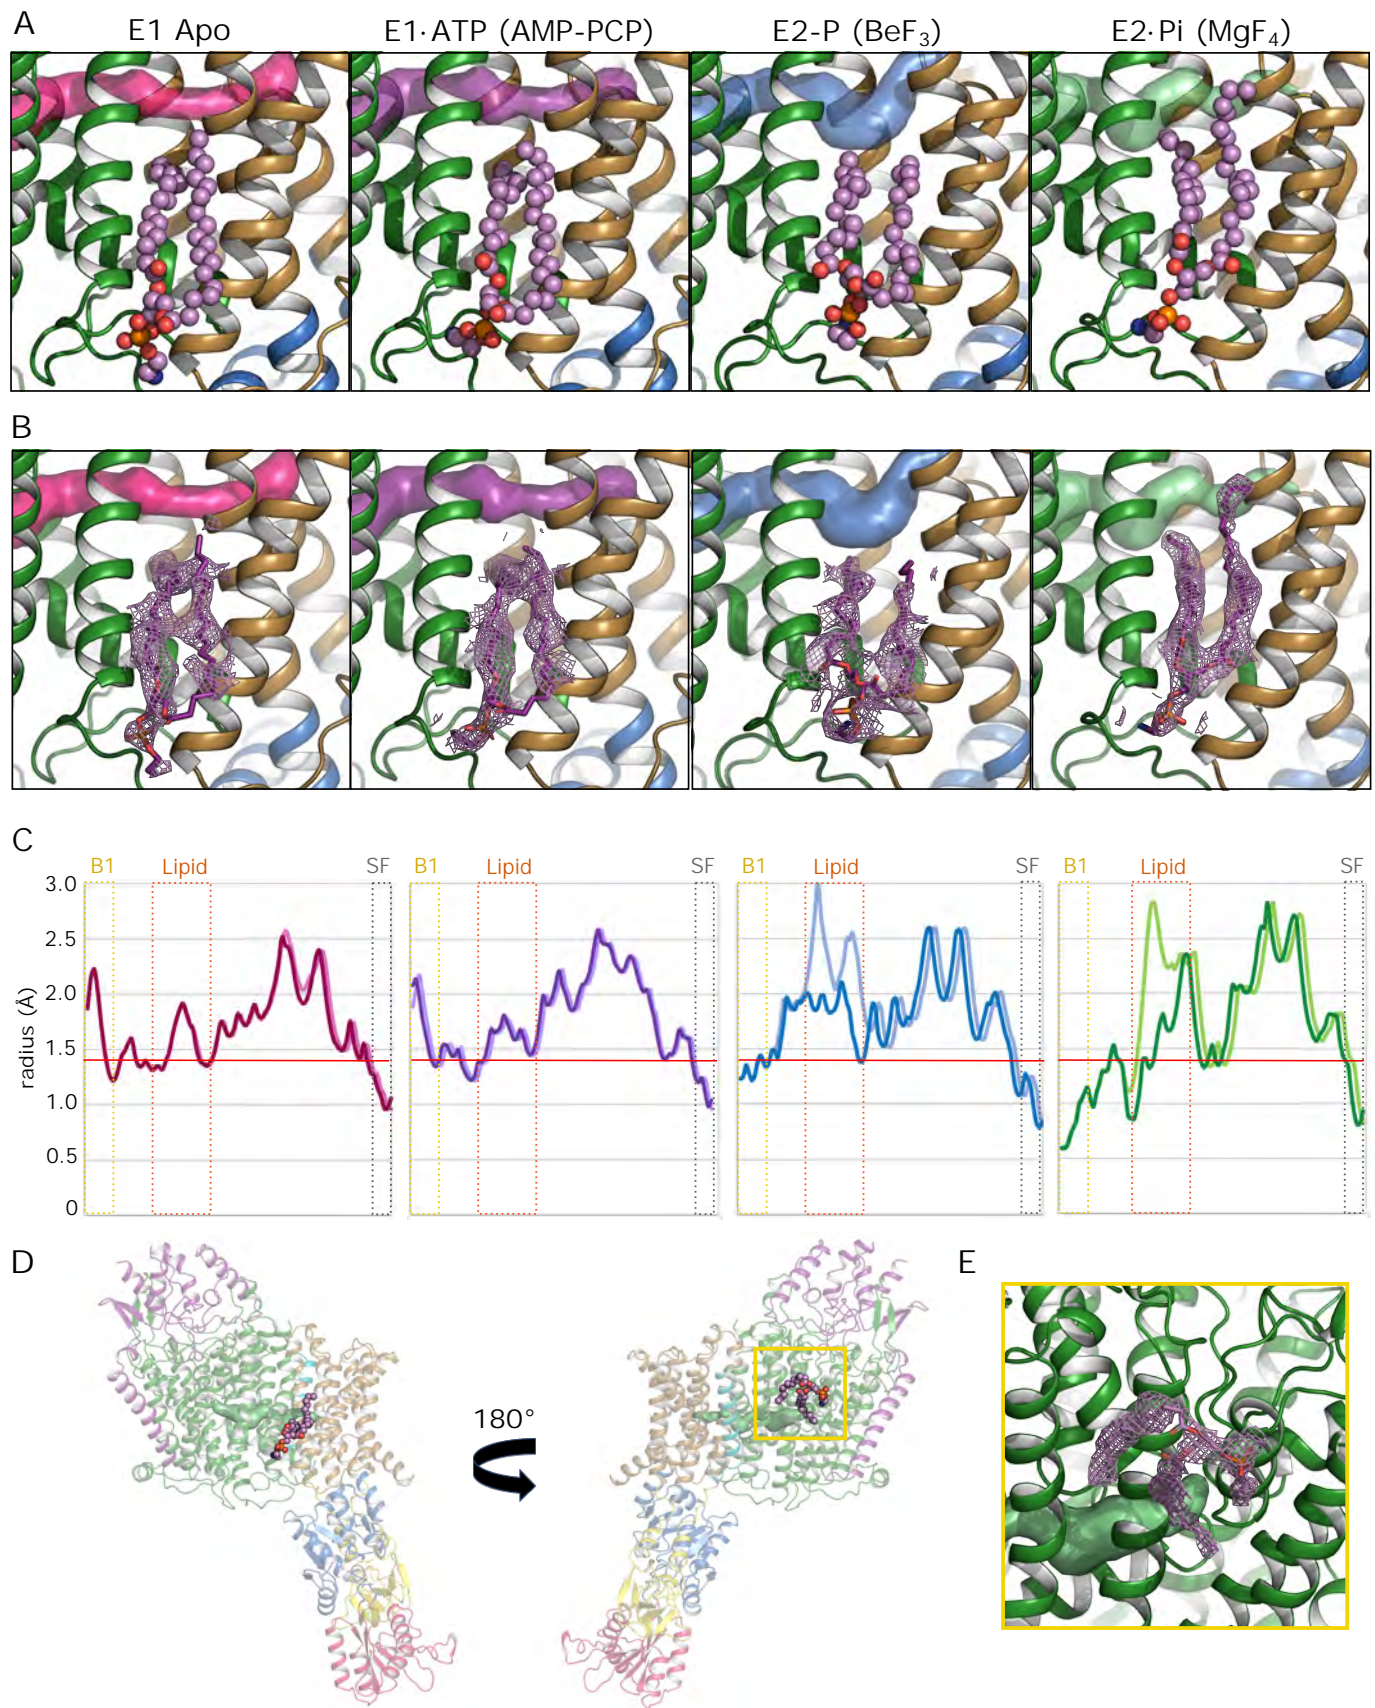 A
E1 Apo
E1·ATP (AMP-PCP)
E2-P (BeF₃)
E2·Pi (MgF₄)
B
C
B1 Lipid SF
B1 Lipid SF
B1 Lipid SF
B1 Lipid SF
radius (Å)
3.0
2.5
2.0
1.5
1.0
0.5
0
D
180°
E